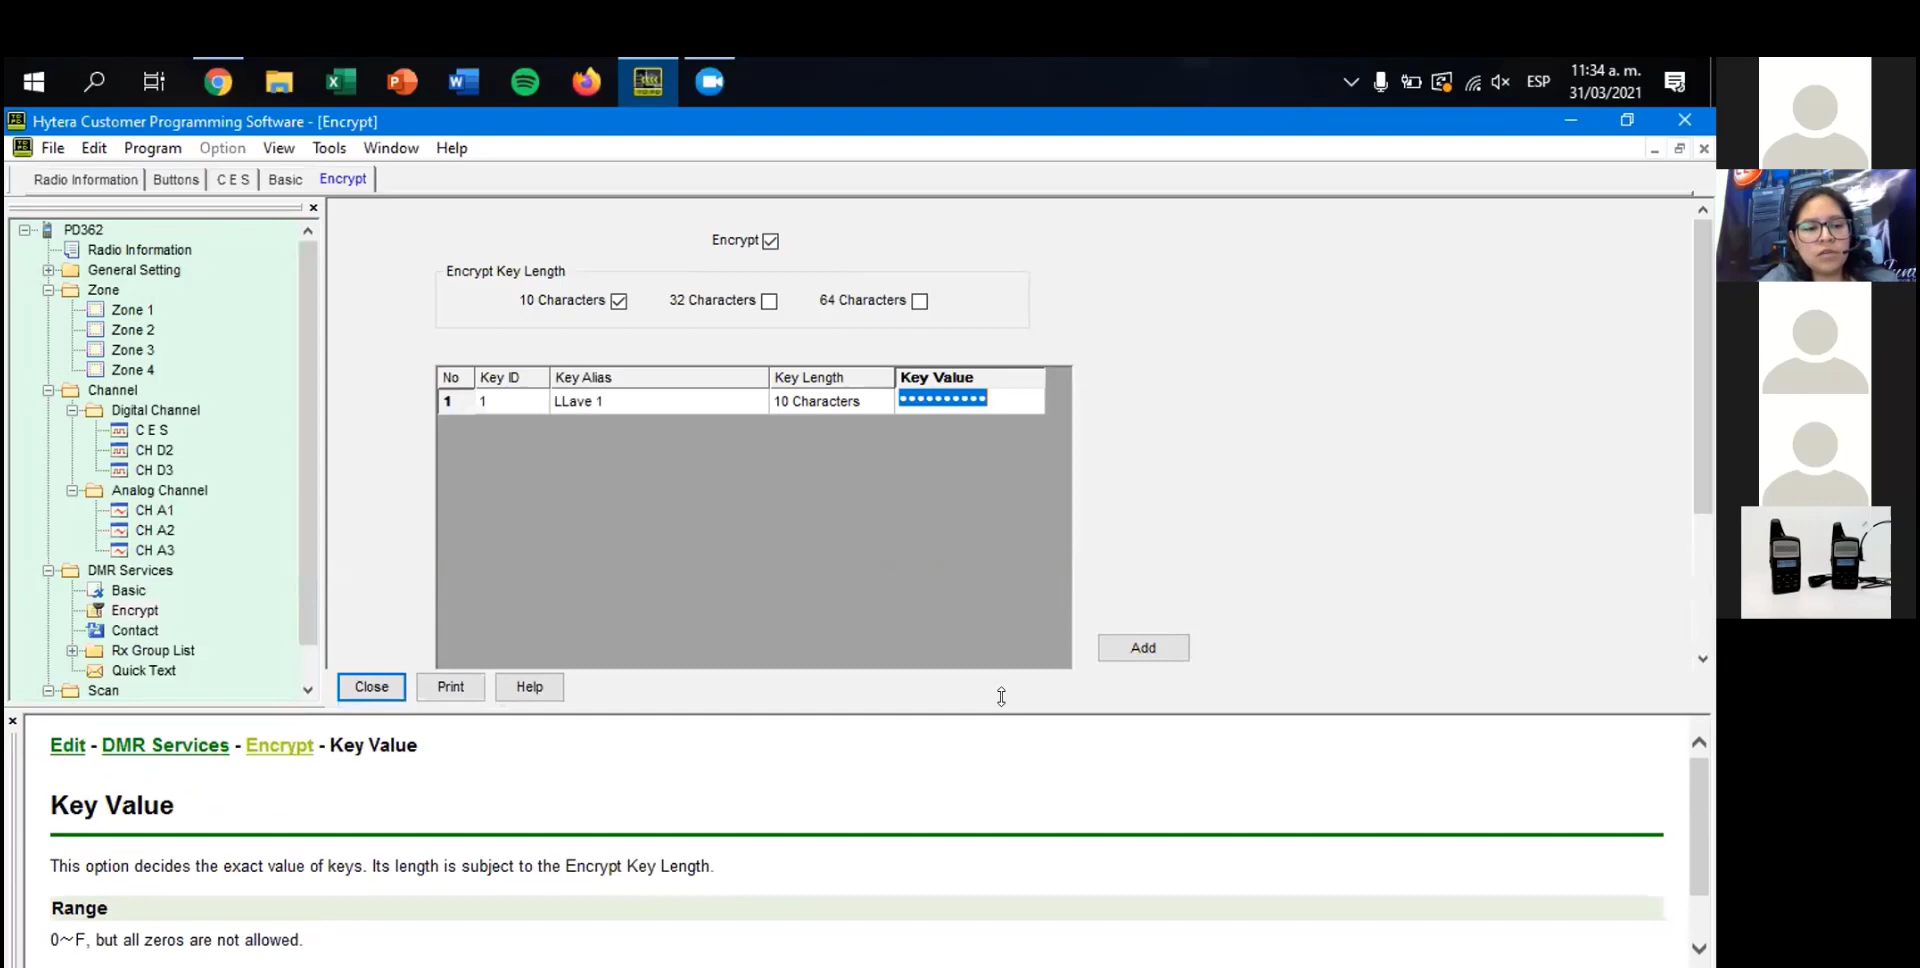 11:34 a. m.
ESP
31/03/2021
Hytera Customer Programming Software - [Encrypt]
File Edit Program Option View Tools Window Help
Radio Information Buttons C E S Basic Encrypt
PD362
Radio Information
General Setting
Zone
Zone 1
Zone 2
Zone 3
Zone 4
Channel
Digital Channel
C E S
CH D2
CH D3
Analog Channel
CH A1
CH A2
CH A3
DMR Services
Basic
Encrypt
Contact
Rx Group List
Quick Text
Scan
Encrypt
Encrypt Key Length
10 Characters 32 Characters 64 Characters
No Key ID Key Alias Key Length Key Value
1 1 LLave 1 10 Characters
Add
Close Print Help
Edit - DMR Services - Encrypt - Key Value
Key Value
This option decides the exact value of keys. Its length is subject to the Encrypt Key Length.
Range
0~F, but all zeros are not allowed.